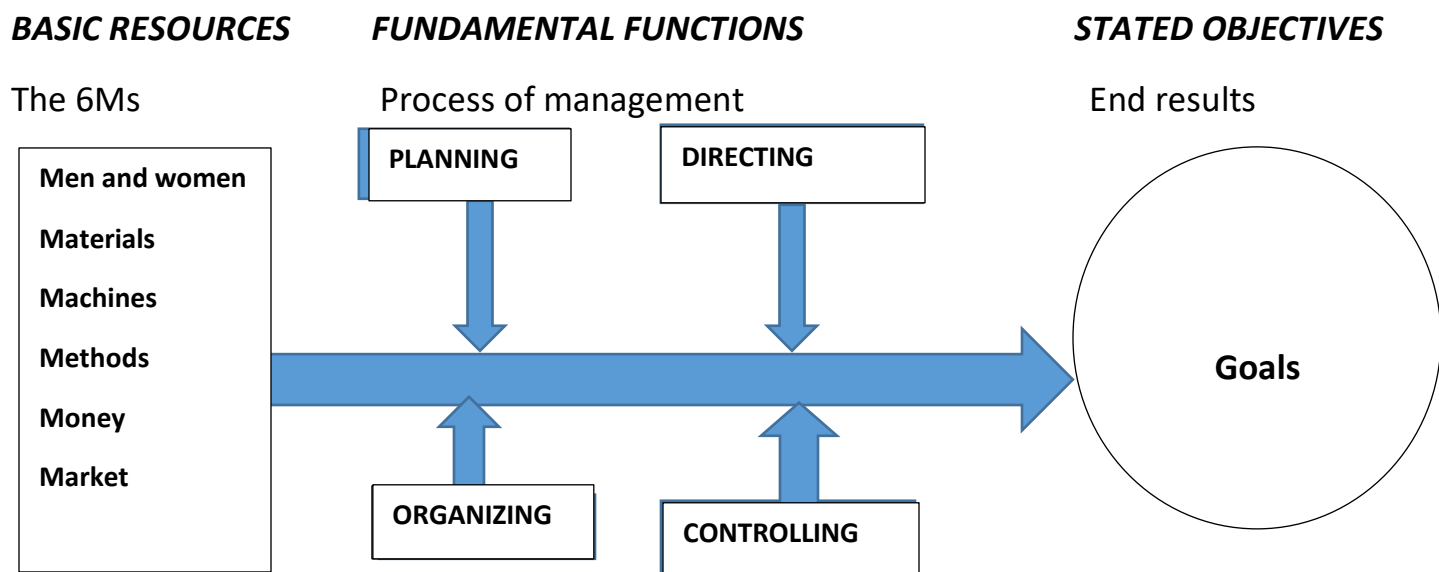 BASIC RESOURCES FUNDAMENTAL FUNCTIONS STATED OBJECTIVES
The 6Ms Process of management End results
PLANNING DIRECTING
Men and women
Materials
Machines
Methods
Money
Market
Goals
ORGANIZING CONTROLLING